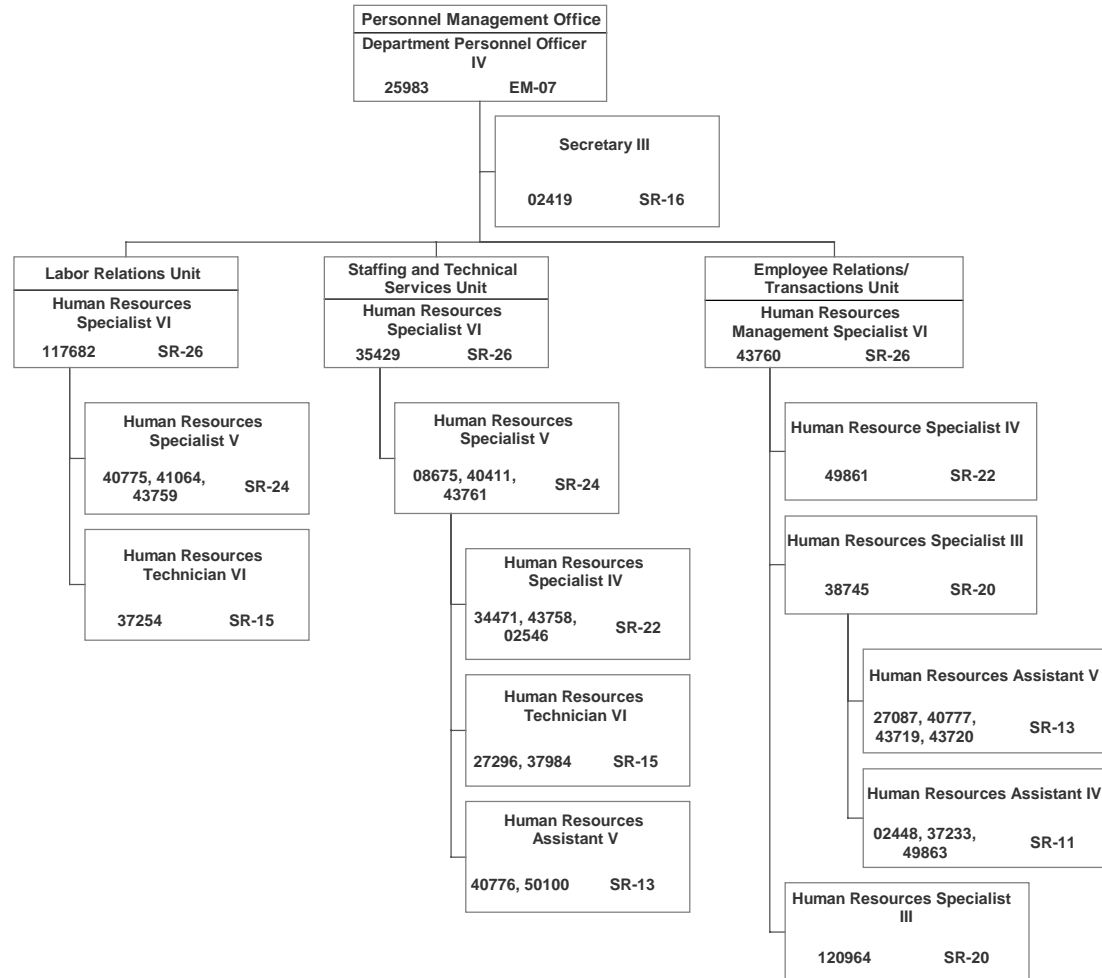 Personnel Management Office
Department Personnel Officer
IV
25983 EM-07
Secretary III
02419 SR-16
Labor Relations Unit
Human Resources
Specialist VI
117682 SR-26
Human Resources
Specialist V
40775, 41064,
43759
SR-24
Human Resources
Technician VI
37254 SR-15
Staffing and Technical
Services Unit
Human Resources
Specialist VI
35429 SR-26
Human Resources
Specialist V
08675, 40411,
43761
SR-24
Human Resources
Specialist IV
34471, 43758,
02546
SR-22
Human Resources
Technician VI
27296, 37984 SR-15
Human Resources
Assistant V
40776, 50100 SR-13
Employee Relations/
Transactions Unit
Human Resources
Management Specialist VI
43760 SR-26
Human Resource Specialist IV
49861 SR-22
Human Resources Specialist III
38745 SR-20
Human Resources Assistant V
27087, 40777,
43719, 43720
SR-13
Human Resources Assistant IV
02448, 37233,
49863
SR-11
Human Resources Specialist
III
120964 SR-20